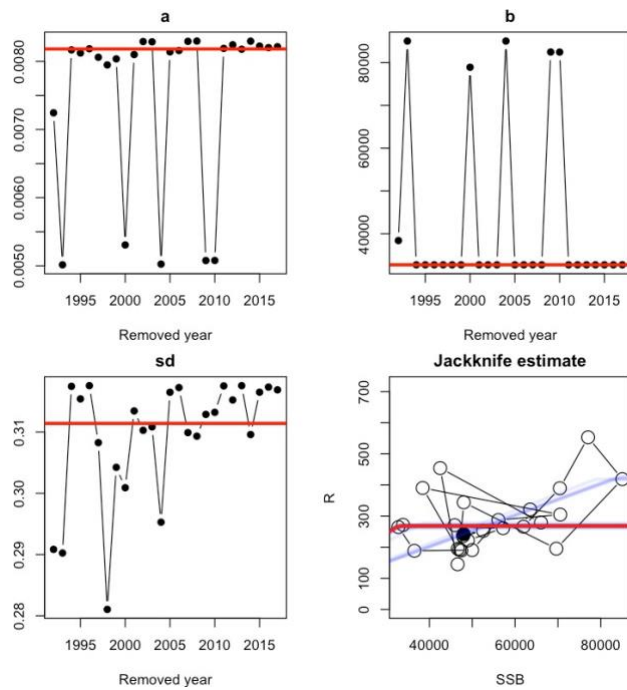 a
0.0050 0.0060 0.0070 0.0080
1995 2000 2005 2010 2015
Removed year
b
40000 60000 80000
1995 2000 2005 2010 2015
Removed year
sd
0.28 0.29 0.30 0.31
1995 2000 2005 2010 2015
Removed year
Jackknife estimate
R
0 100 300 500 700
40000 60000 80000
SSB